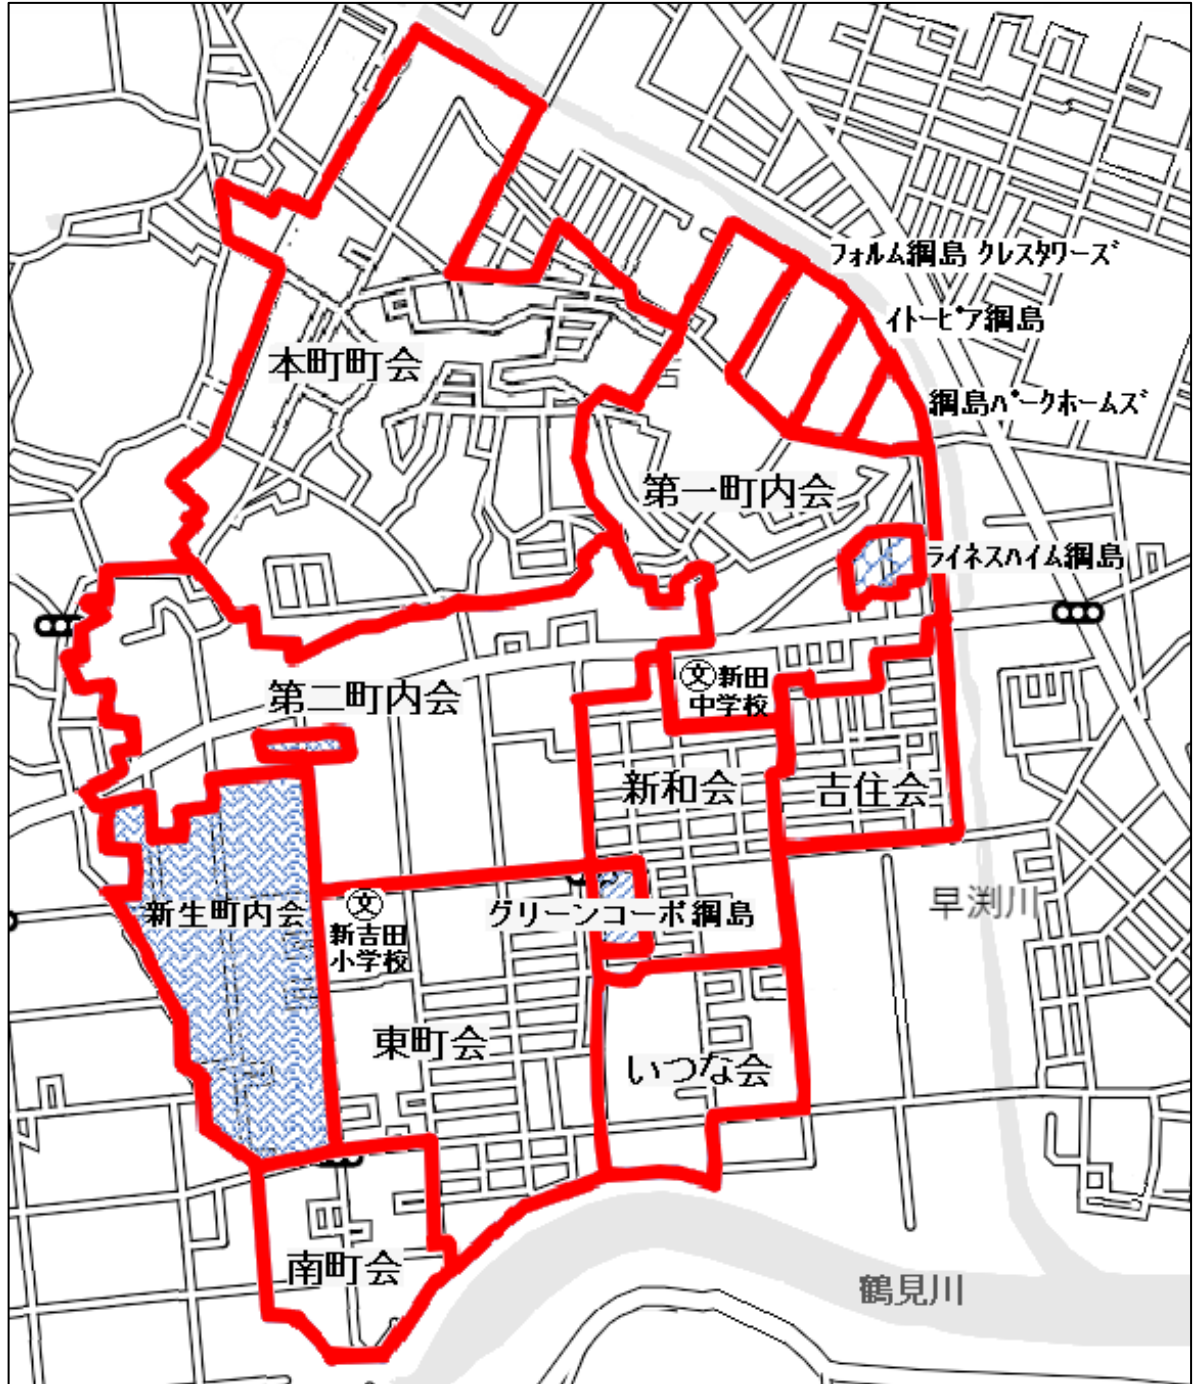 フォルム綱島 クレスタワーズ
イトーピア綱島
本町町会
綱島パークホームズ
第一町内会
ライネスハイム綱島
文新田
中学校
第二町内会
新和会
吉住会
新生町内会
文
新吉田
小学校
グリーンコーポ綱島
早渕川
東町会
いつな会
南町会
鶴見川